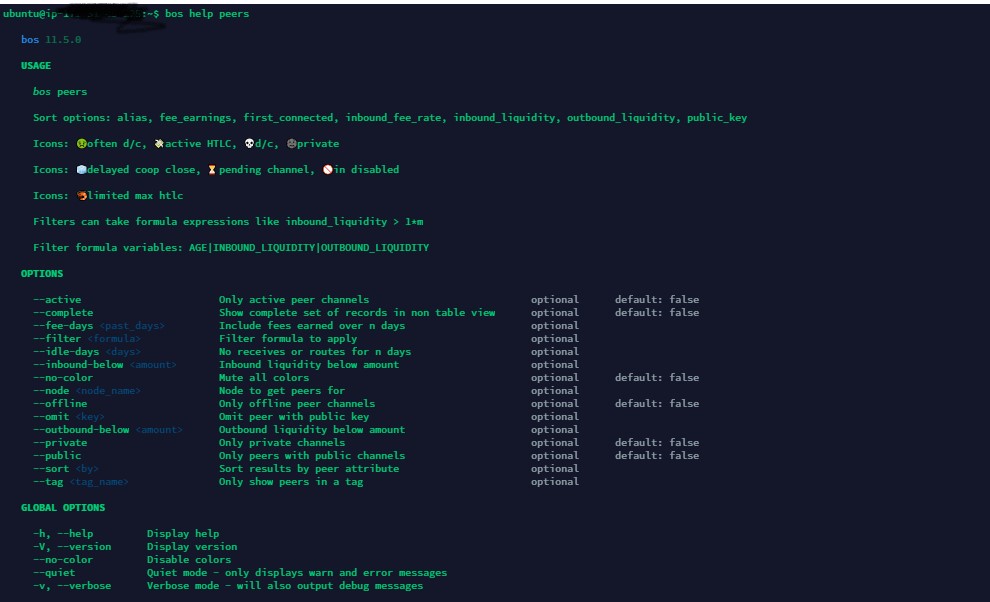 ubuntu@ip-1 :~$ bos help peers
bos 11.5.0
USAGE
bos peers
Sort options: alias, fee_earnings, first_connected, inbound_fee_rate, inbound_liquidity, outbound_liquidity, public_key
Icons: 🤢often d/c, 💸active HTLC, 💀d/c, 🌚private
Icons: 🧊delayed coop close, ⏳pending channel, 🚫in disabled
Icons: 🦐limited max htlc
Filters can take formula expressions like inbound_liquidity > 1*m
Filter formula variables: AGE|INBOUND_LIQUIDITY|OUTBOUND_LIQUIDITY
OPTIONS
--active Only active peer channels optional default: false
--complete Show complete set of records in non table view optional default: false
--fee-days <past_days> Include fees earned over n days optional
--filter <formula> Filter formula to apply optional
--idle-days <days> No receives or routes for n days optional
--inbound-below <amount> Inbound liquidity below amount optional
--no-color Mute all colors optional default: false
--node <node_name> Node to get peers for optional
--offline Only offline peer channels optional default: false
--omit <key> Omit peer with public key optional
--outbound-below <amount> Outbound liquidity below amount optional
--private Only private channels optional default: false
--public Only peers with public channels optional default: false
--sort <by> Sort results by peer attribute optional
--tag <tag_name> Only show peers in a tag optional
GLOBAL OPTIONS
-h, --help Display help
-V, --version Display version
--no-color Disable colors
--quiet Quiet mode - only displays warn and error messages
-v, --verbose Verbose mode - will also output debug messages